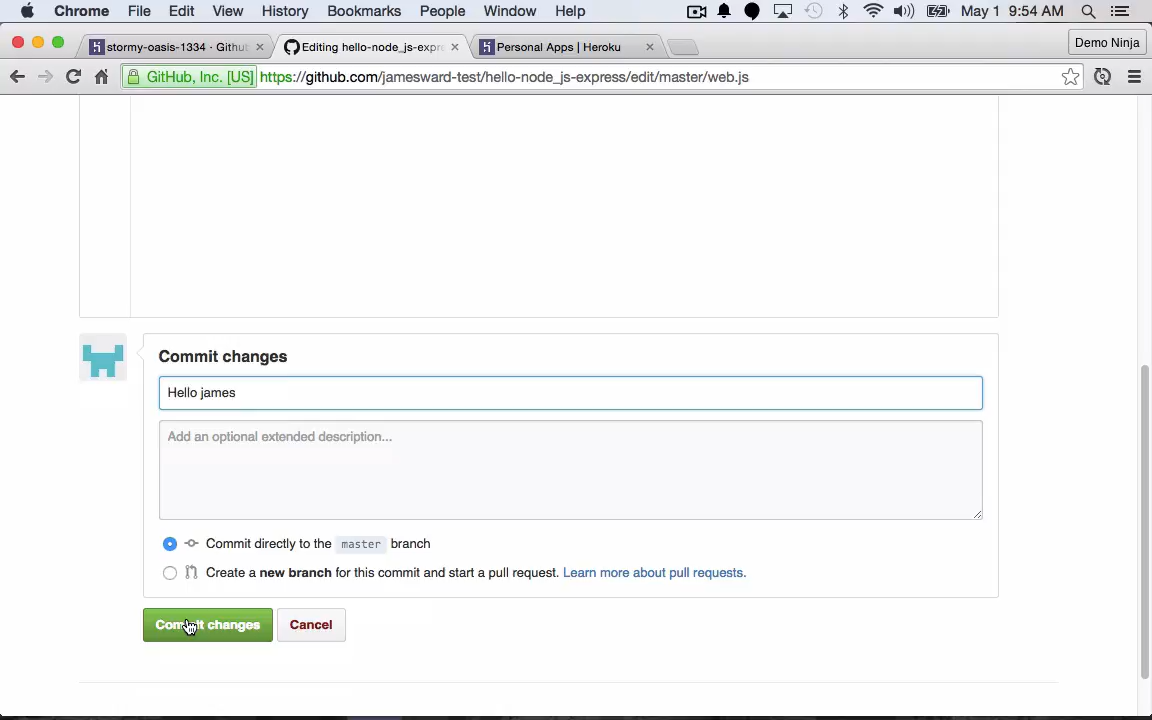 Chrome File Edit View History Bookmarks People Window Help May 1 9:54 AM
stormy-oasis-1334 · Github Editing hello-node_js-expr Personal Apps | Heroku Demo Ninja
GitHub, Inc. [US] https://github.com/jamesward-test/hello-node_js-express/edit/master/web.js
Commit changes
Hello james
Add an optional extended description...
Commit directly to the master branch
Create a new branch for this commit and start a pull request. Learn more about pull requests.
Commit changes Cancel